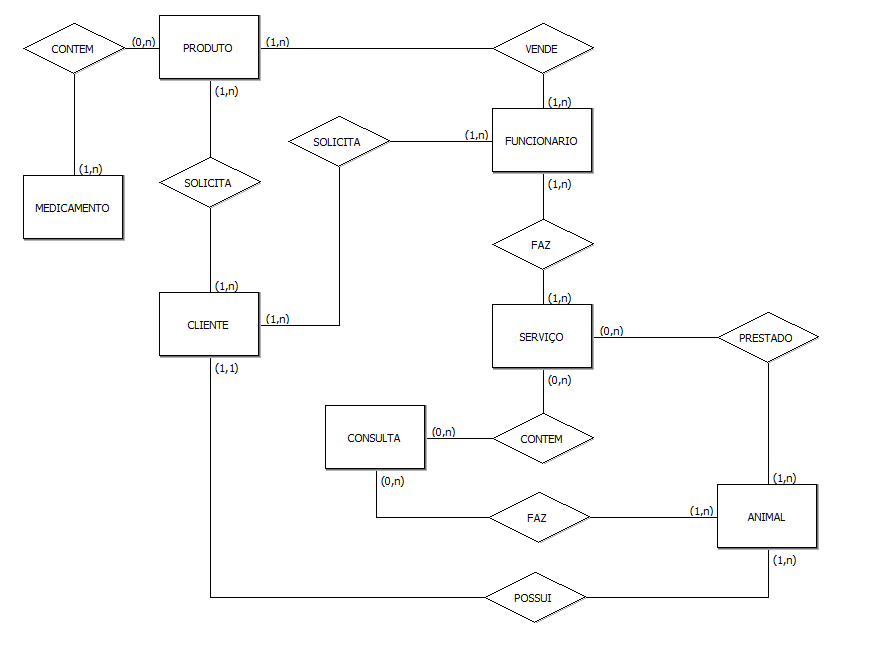 CONTEM
(0,n)
PRODUTO
(1,n)
VENDE
(1,n)
(1,n)
SOLICITA
(1,n)
FUNCIONARIO
(1,n)
MEDICAMENTO
SOLICITA
(1,n)
FAZ
(1,n)
(1,n)
CLIENTE
(1,n)
SERVIÇO
(0,n)
PRESTADO
(1,1)
(0,n)
CONSULTA
(0,n)
CONTEM
(0,n)
(1,n)
FAZ
(1,n)
ANIMAL
(1,n)
POSSUI